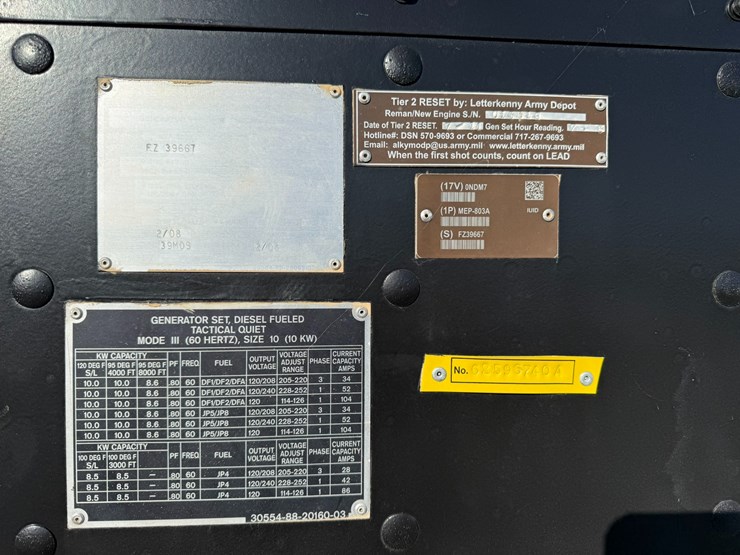 FZ 39667
2/08
39M03
Tier 2 RESET by: Letterkenny Army Depot
Reman/New Engine S./N.
Date of Tier 2 RESET. Gen Set Hour Reading.
Hotline#: DSN 570-9693 or Commercial 717-267-9693
Email: alkymodp@us.army.mil www.letterkenny.army.mil
When the first shot counts, count on LEAD
(17V) 0NDM7
(1P) MEP-803A IUID
(S) FZ39667
No.
GENERATOR SET, DIESEL FUELED
TACTICAL QUIET
MODE III (60 HERTZ), SIZE 10 (10 KW)
KW CAPACITY PF FREQ FUEL OUTPUT VOLTAGE VOLTAGE ADJUST RANGE PHASE CURRENT CAPACITY AMPS
120 DEG F S/L 95 DEG F 4000 FT 95 DEG F 8000 FT
10.0 10.0 8.6 .80 60 DF1/DF2/DFA 120/208 205-220 3 34
10.0 10.0 8.6 .80 60 DF1/DF2/DFA 120/240 228-252 1 52
10.0 10.0 8.6 .80 60 DF1/DF2/DFA 120 114-126 1 104
10.0 10.0 8.6 .80 60 JP5/JP8 120/208 205-220 3 34
10.0 10.0 8.6 .80 60 JP5/JP8 120/240 228-252 1 52
10.0 10.0 8.6 .80 60 JP5/JP8 120 114-126 1 104
KW CAPACITY PF FREQ FUEL OUTPUT VOLTAGE VOLTAGE ADJUST RANGE PHASE CURRENT CAPACITY AMPS
100 DEG F S/L 100 DEG F 3000 FT
8.5 8.5 — .80 60 JP4 120/208 205-220 3 28
8.5 8.5 — .80 60 JP4 120/240 228-252 1 42
8.5 8.5 — .80 60 JP4 120 114-126 1 86
30554-88-20160-03